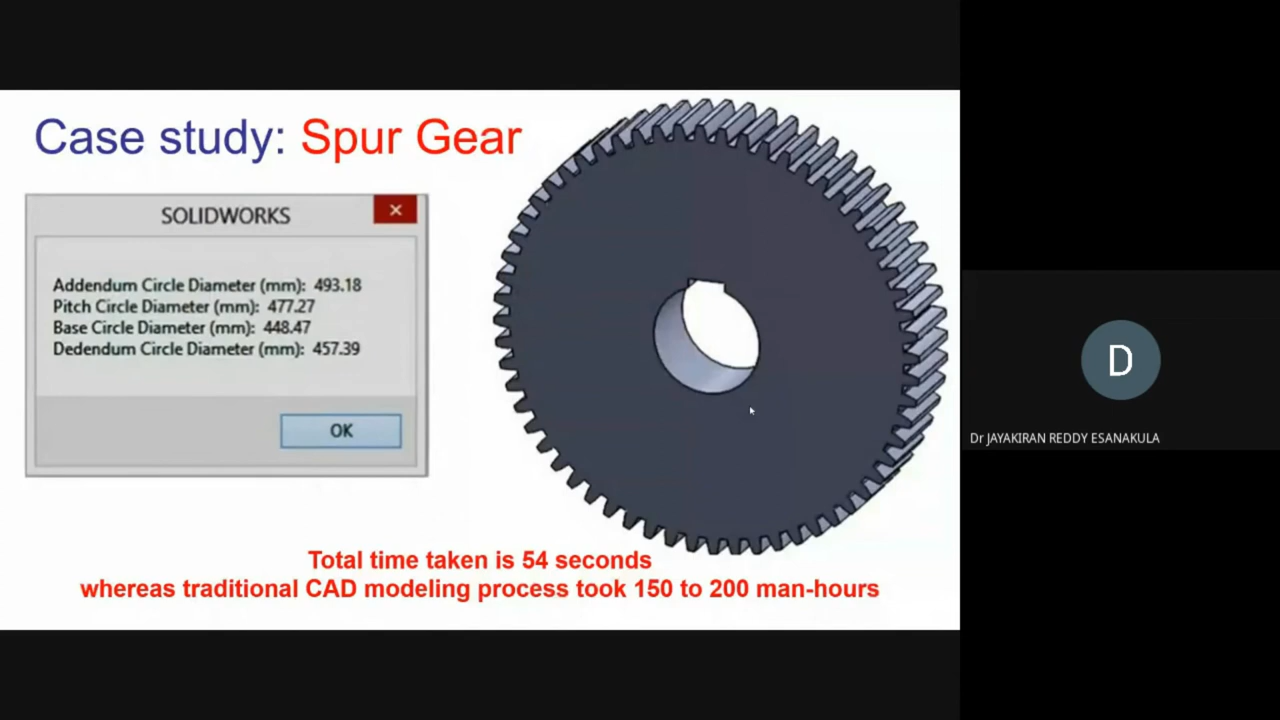 Case study: Spur Gear
SOLIDWORKS
Addendum Circle Diameter (mm): 493.18
Pitch Circle Diameter (mm): 477.27
Base Circle Diameter (mm): 448.47
Dedendum Circle Diameter (mm): 457.39
OK
Total time taken is 54 seconds
whereas traditional CAD modeling process took 150 to 200 man-hours
D
Dr JAYAKIRAN REDDY ESANAKULA